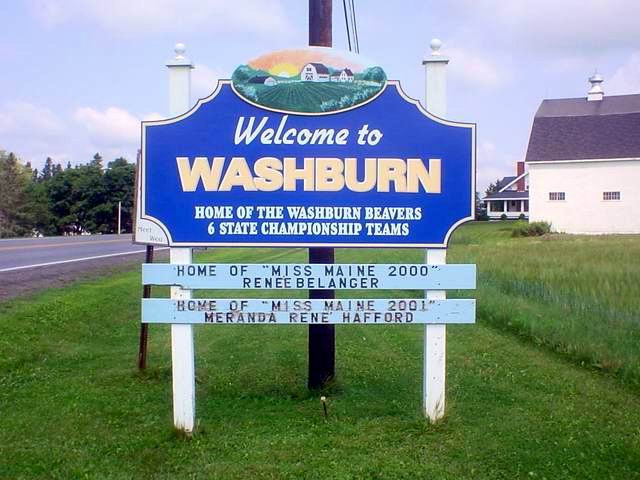 Welcome to
WASHBURN
HOME OF THE WASHBURN BEAVERS
6 STATE CHAMPIONSHIP TEAMS
HOME OF "MISS MAINE 2000"
RENEE BELANGER
HOME OF "MISS MAINE 2001"
MERANDA RENE' HAFFORD